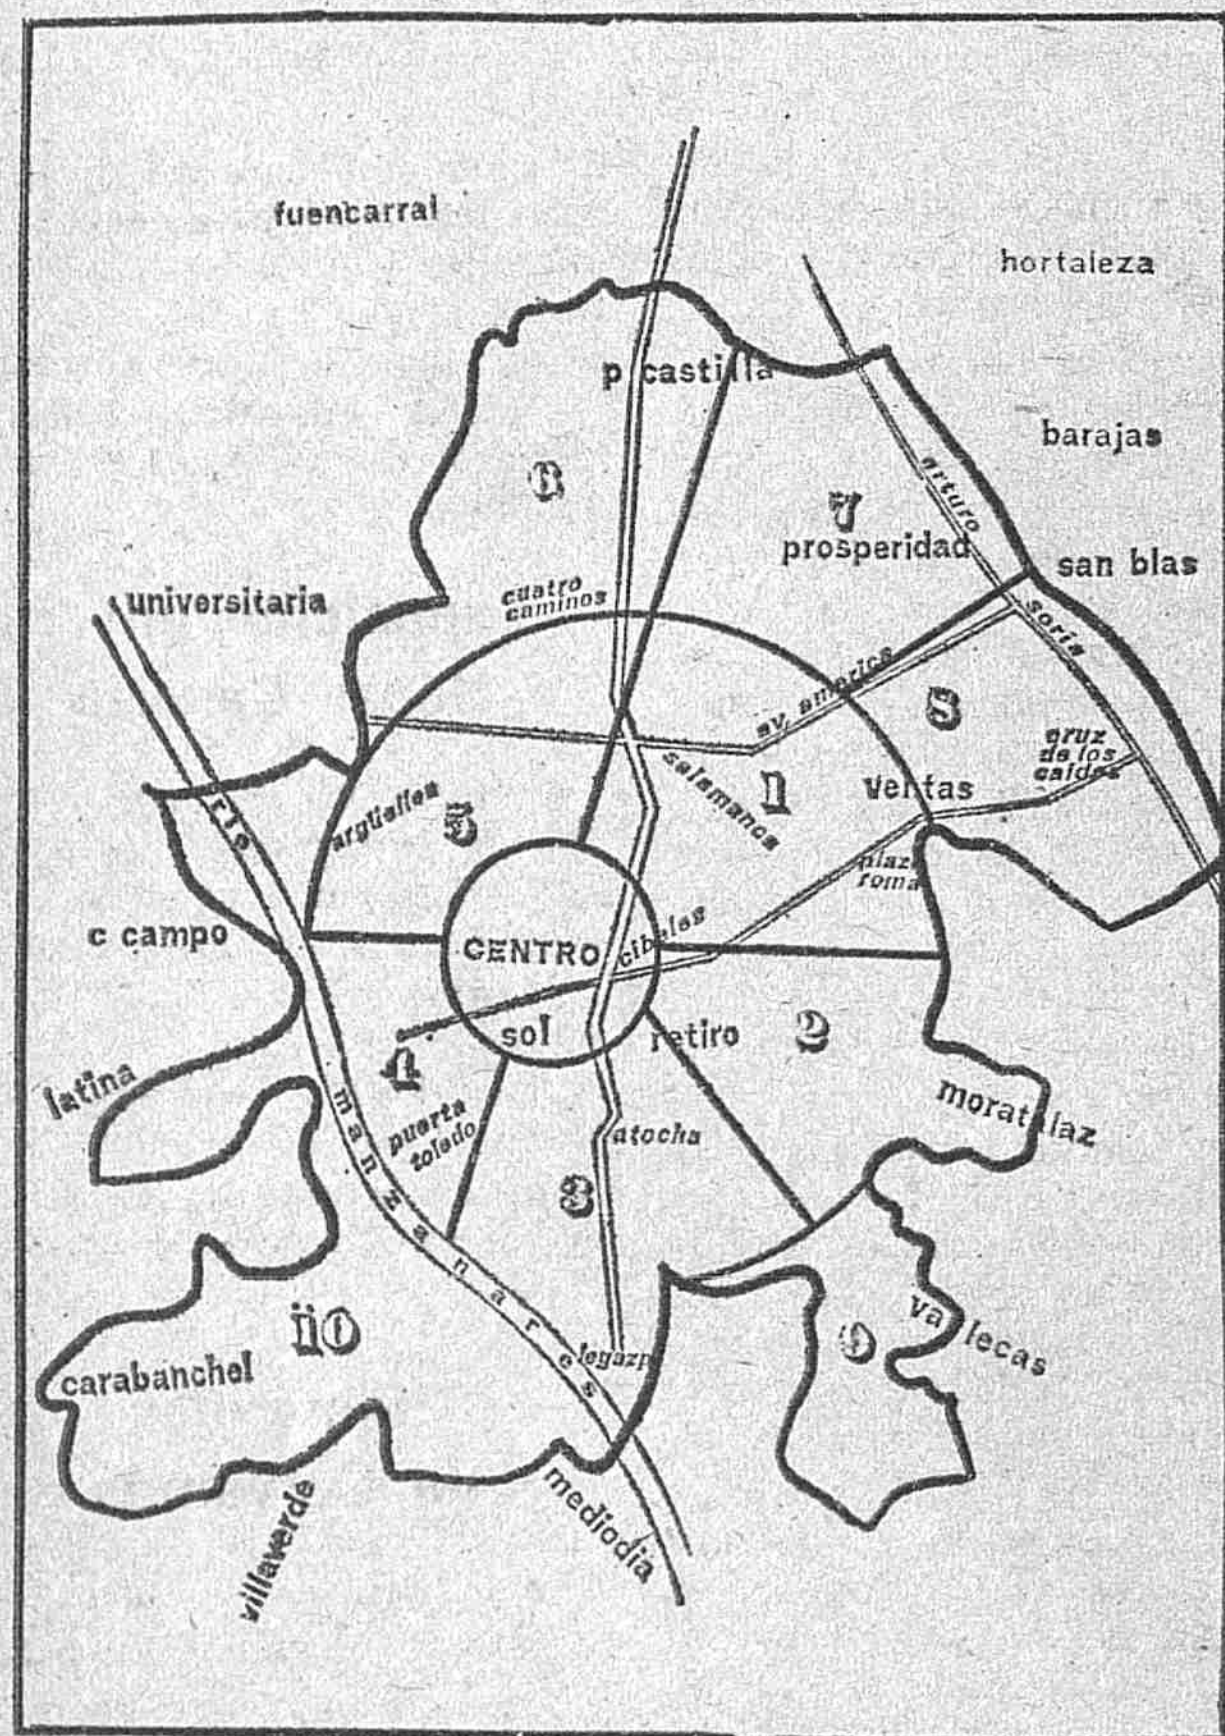 fuencarral
hortaleza
p castilla
barajas
6
arturo
7
prosperidad
san blas
universitaria
cuatro
caminos
soria
av. america
8
cruz
de los
caidos
salamanca
1
ventas
argüelles
5
rio
plaza
roma
c campo
CENTRO
cibeles
sol
retiro
2
4
latina
manzanares
moratalaz
puerta
toledo
atocha
3
10
vallecas
9
legazpi
carabanchel
villaverde
mediodia